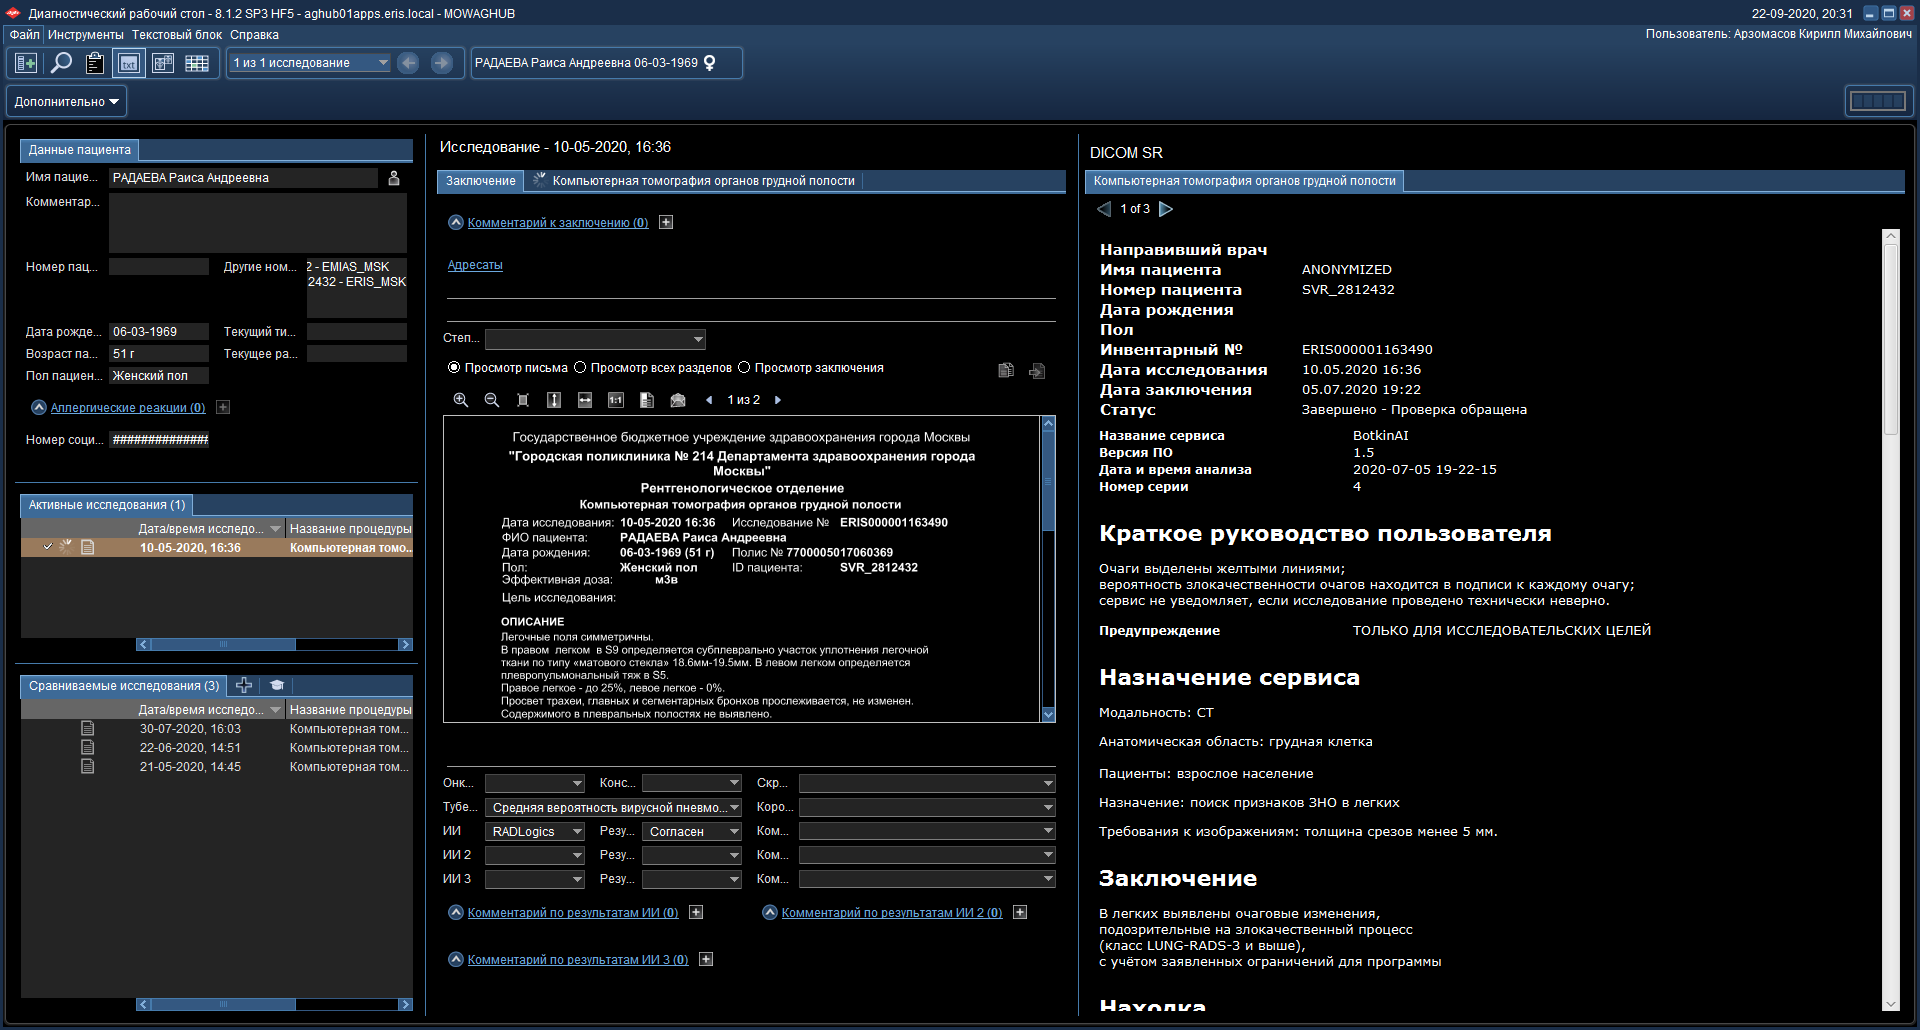 Диагностический рабочий стол - 8.1.2 SP3 HF5 - aghub01apps.eris.local - MOWAGHUB
22-09-2020, 20:31
Файл Инструменты Текстовый блок Справка
Пользователь: Арзомасов Кирилл Михайлович
1 из 1 исследование
РАДАЕВА Раиса Андреевна 06-03-1969
Дополнительно
Данные пациента
Имя пацие... РАДАЕВА Раиса Андреевна
Комментар...
Номер пац...
Другие ном... 2 - EMIAS_MSK
2432 - ERIS_MSK
Дата рожде... 06-03-1969 Текущий ти...
Возраст па... 51 г Текущее ра...
Пол пациен... Женский пол
Аллергические реакции (0)
Номер соци... ##############
Активные исследования (1)
Дата/время исследо... Название процедуры
10-05-2020, 16:36 Компьютерная томо...
Сравниваемые исследования (3)
Дата/время исследо... Название процедуры
30-07-2020, 16:03 Компьютерная том...
22-06-2020, 14:51 Компьютерная том...
21-05-2020, 14:45 Компьютерная том...
Исследование - 10-05-2020, 16:36
Заключение Компьютерная томография органов грудной полости
Комментарий к заключению (0)
Адресаты
Степ...
Просмотр письма Просмотр всех разделов Просмотр заключения
1:1 1 из 2
Государственное бюджетное учреждение здравоохранения города Москвы
"Городская поликлиника № 214 Департамента здравоохранения города
Москвы"
Рентгенологическое отделение
Компьютерная томография органов грудной полости
Дата исследования: 10-05-2020 16:36 Исследование № ERIS000001163490
ФИО пациента: РАДАЕВА Раиса Андреевна
Дата рождения: 06-03-1969 (51 г) Полис № 7700005017060369
Пол: Женский пол ID пациента: SVR_2812432
Эффективная доза: м3в
Цель исследования:
ОПИСАНИЕ
Легочные поля симметричны.
В правом легком в S9 определяется субплеврально участок уплотнения легочной
ткани по типу «матового стекла» 18.6мм-19.5мм. В левом легком определяется
плевропульмональный тяж в S5.
Правое легкое - до 25%, левое легкое - 0%.
Просвет трахеи, главных и сегментарных бронхов прослеживается, не изменен.
Содержимого в плевральных полостях не выявлено.
Онк... Конс... Скр...
Тубе... Средняя вероятность вирусной пневмо... Коро...
ИИ RADLogics Резу... Согласен Ком...
ИИ 2 Резу... Ком...
ИИ 3 Резу... Ком...
Комментарий по результатам ИИ (0) Комментарий по результатам ИИ 2 (0)
Комментарий по результатам ИИ 3 (0)
DICOM SR
Компьютерная томография органов грудной полости
1 of 3
Направивший врач
Имя пациента ANONYMIZED
Номер пациента SVR_2812432
Дата рождения
Пол
Инвентарный № ERIS000001163490
Дата исследования 10.05.2020 16:36
Дата заключения 05.07.2020 19:22
Статус Завершено - Проверка обращена
Название сервиса BotkinAI
Версия ПО 1.5
Дата и время анализа 2020-07-05 19-22-15
Номер серии 4
Краткое руководство пользователя
Очаги выделены желтыми линиями;
вероятность злокачественности очагов находится в подписи к каждому очагу;
сервис не уведомляет, если исследование проведено технически неверно.
Предупреждение ТОЛЬКО ДЛЯ ИССЛЕДОВАТЕЛЬСКИХ ЦЕЛЕЙ
Назначение сервиса
Модальность: CT
Анатомическая область: грудная клетка
Пациенты: взрослое население
Назначение: поиск признаков ЗНО в легких
Требования к изображениям: толщина срезов менее 5 мм.
Заключение
В легких выявлены очаговые изменения,
подозрительные на злокачественный процесс
(класс LUNG-RADS-3 и выше),
с учётом заявленных ограничений для программы
Находка